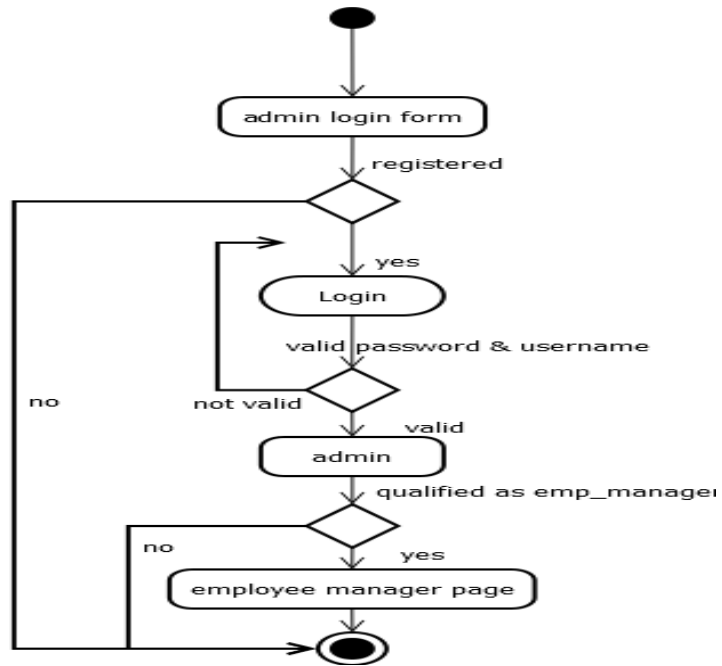 admin login form
registered
yes
Login
valid password & username
no
not valid
valid
admin
qualified as emp_manager
no
yes
employee manager page